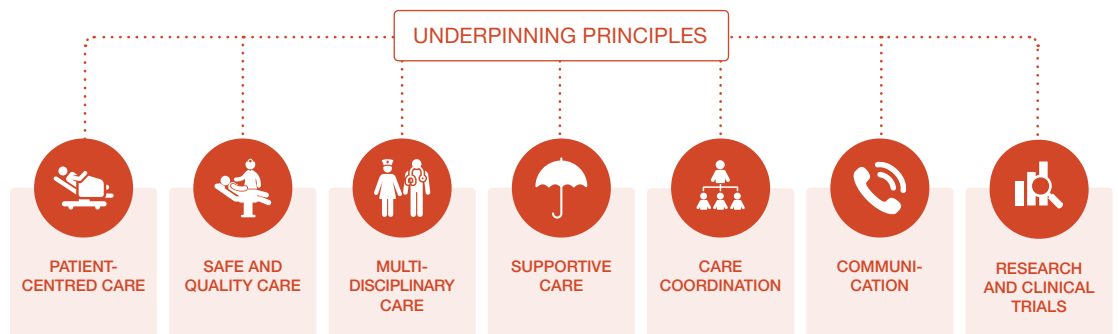 UNDERPINNING PRINCIPLES
PATIENT-
CENTRED CARE
SAFE AND
QUALITY CARE
MULTI-
DISCIPLINARY
CARE
SUPPORTIVE
CARE
CARE
COORDINATION
COMMUNI-
CATION
RESEARCH
AND CLINICAL
TRIALS